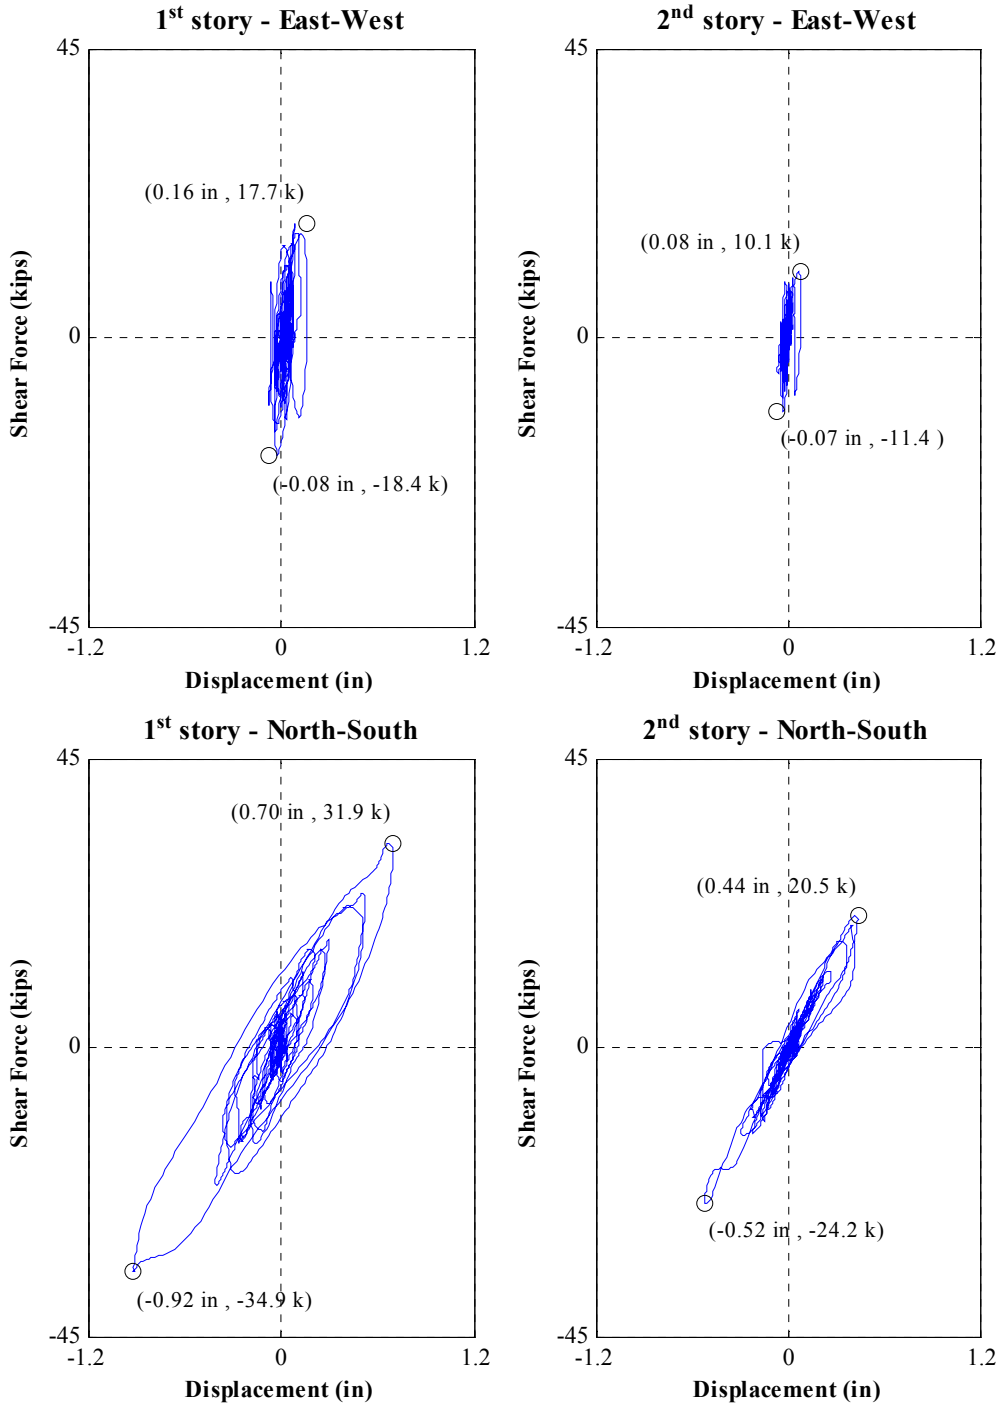 1st story - East-West
45
(0.16 in , 17.7 k)
Shear Force (kips)
0
(-0.08 in , -18.4 k)
-45
-1.2 0 1.2
Displacement (in)
2nd story - East-West
45
(0.08 in , 10.1 k)
Shear Force (kips)
0
(-0.07 in , -11.4 )
-45
-1.2 0 1.2
Displacement (in)
1st story - North-South
45
(0.70 in , 31.9 k)
Shear Force (kips)
0
(-0.92 in , -34.9 k)
-45
-1.2 0 1.2
Displacement (in)
2nd story - North-South
45
(0.44 in , 20.5 k)
Shear Force (kips)
0
(-0.52 in , -24.2 k)
-45
-1.2 0 1.2
Displacement (in)